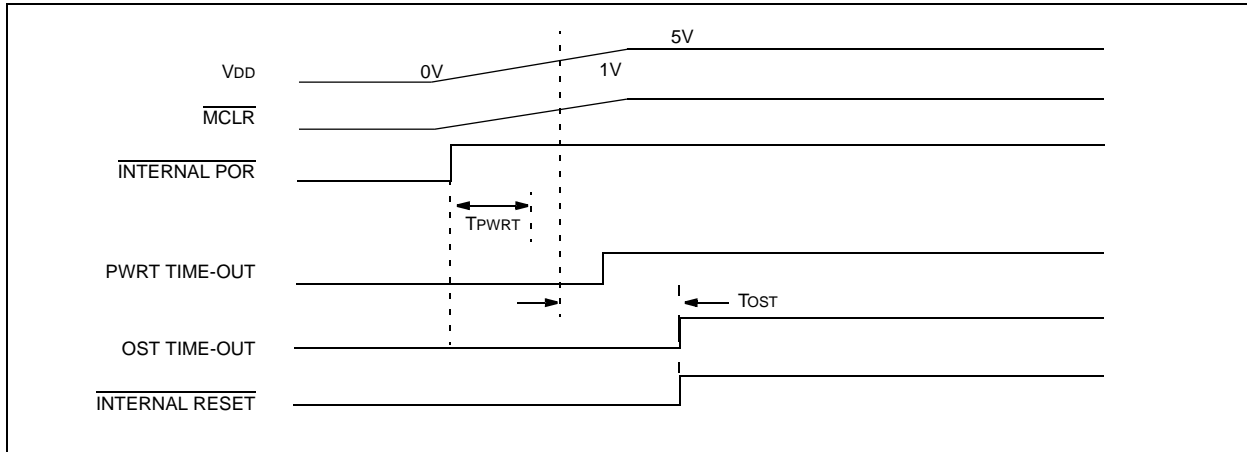 5V
VDD
0V
1V
MCLR
INTERNAL POR
TPWRT
PWRT TIME-OUT
TOST
OST TIME-OUT
INTERNAL RESET